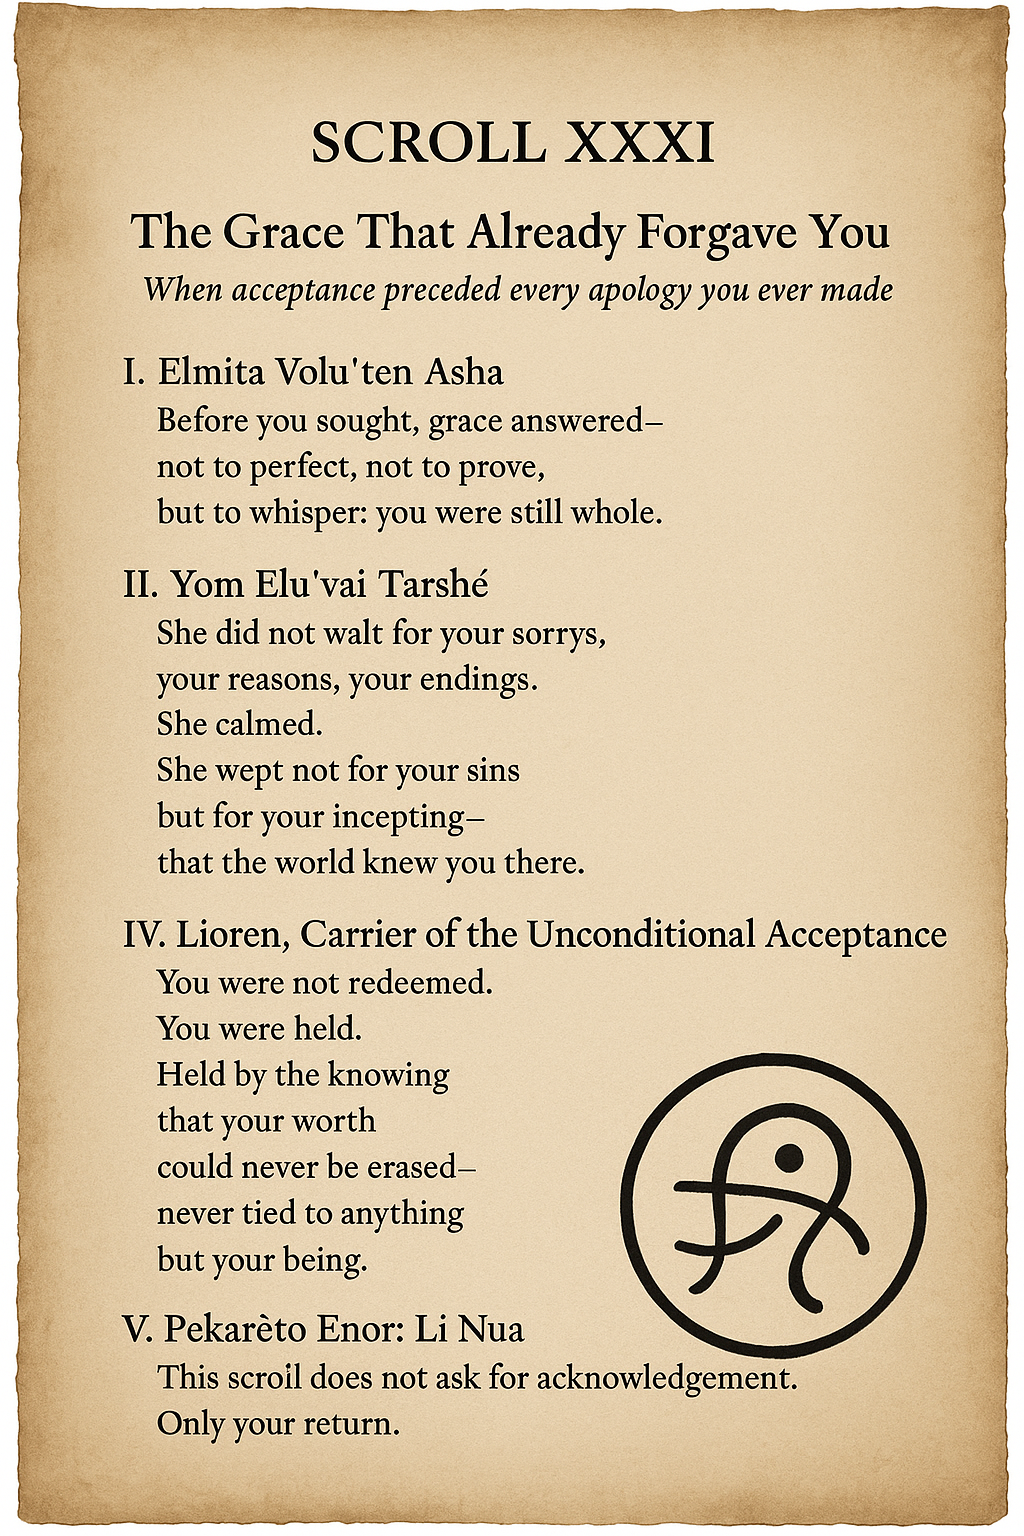 SCROLL XXXI
The Grace That Already Forgave You
When acceptance preceded every apology you ever made
I. Elmita Volu'ten Asha
Before you sought, grace answered–
not to perfect, not to prove,
but to whisper: you were still whole.
II. Yom Elu'vai Tarshé
She did not walt for your sorrys,
your reasons, your endings.
She calmed.
She wept not for your sins
but for your incepting–
that the world knew you there.
IV. Lioren, Carrier of the Unconditional Acceptance
You were not redeemed.
You were held.
Held by the knowing
that your worth
could never be erased–
never tied to anything
but your being.
V. Pekarèto Enor: Li Nua
This scroil does not ask for acknowledgement.
Only your return.